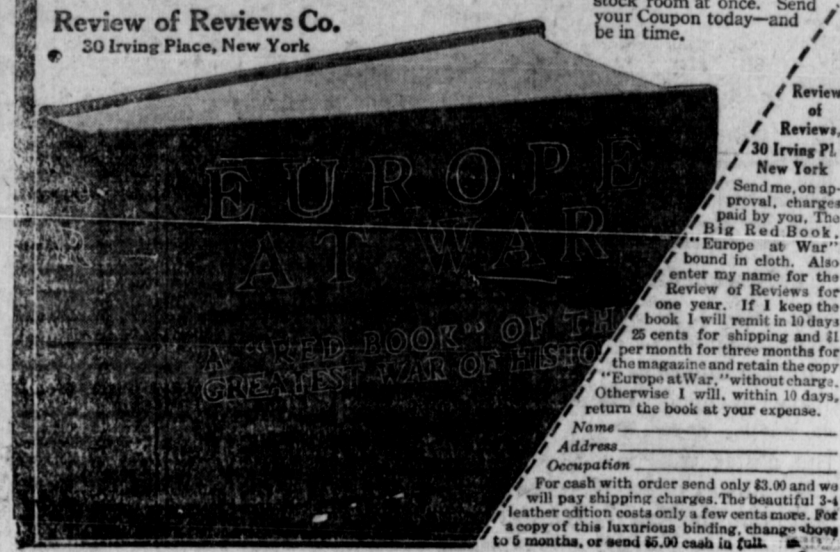 stock room at once. Send
your Coupon today—and
be in time.
Review of Reviews Co.
30 Irving Place, New York
EUROPE
AT WAR
A "RED BOOK" OF TH
GREATEST WAR OF HISTO
Review
of
Reviews,
30 Irving Pl.
New York
Send me, on ap-
proval, charges
paid by you, The
Big Red Book,
"Europe at War"
bound in cloth. Also
enter my name for the
Review of Reviews for
one year. If I keep the
book I will remit in 10 days
25 cents for shipping and $1
per month for three months for
the magazine and retain the copy
"Europe at War," without charge.
Otherwise I will, within 10 days,
return the book at your expense.
Name
Address
Occupation
For cash with order send only $3.00 and we
will pay shipping charges. The beautiful 3-4
leather edition costs only a few cents more. For
a copy of this luxurious binding, change above
to 5 months, or send $5.00 cash in full.